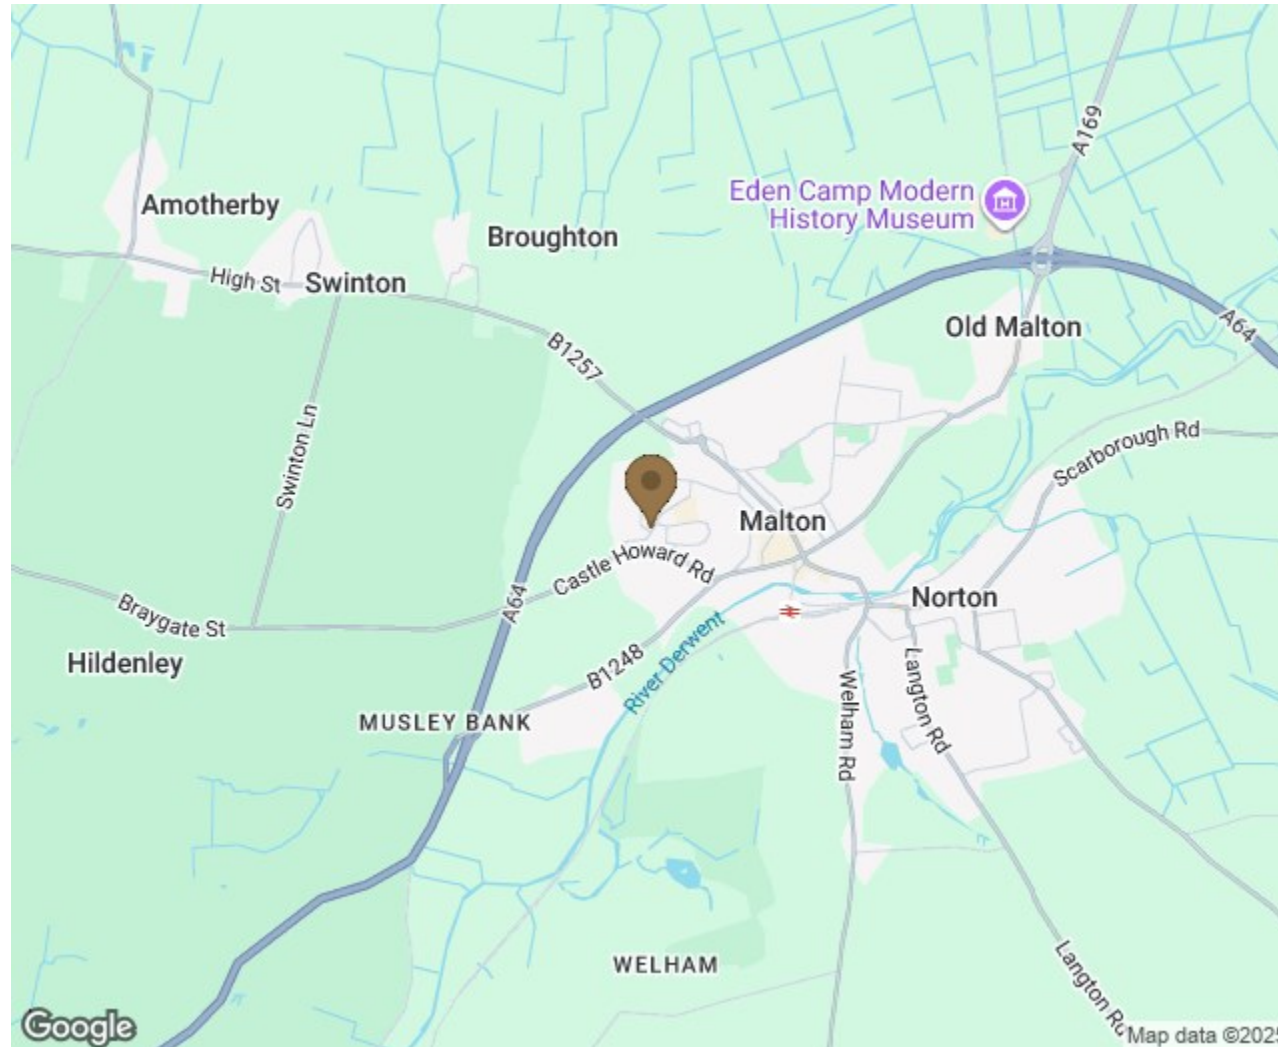 A169
Eden Camp Modern
History Museum
Amotherby
Broughton
High St
Swinton
Old Malton
A64
B1257
Swinton Ln
Scarborough Rd
Malton
Castle Howard Rd
A64
Braygate St
Norton
Hildenley
B1248
River Derwent
Langton Rd
Welham Rd
MUSLEY BANK
WELHAM
Langton Rd
Google
Map data ©2025